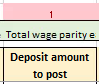 1
Total wage parity e
Deposit amount
to post